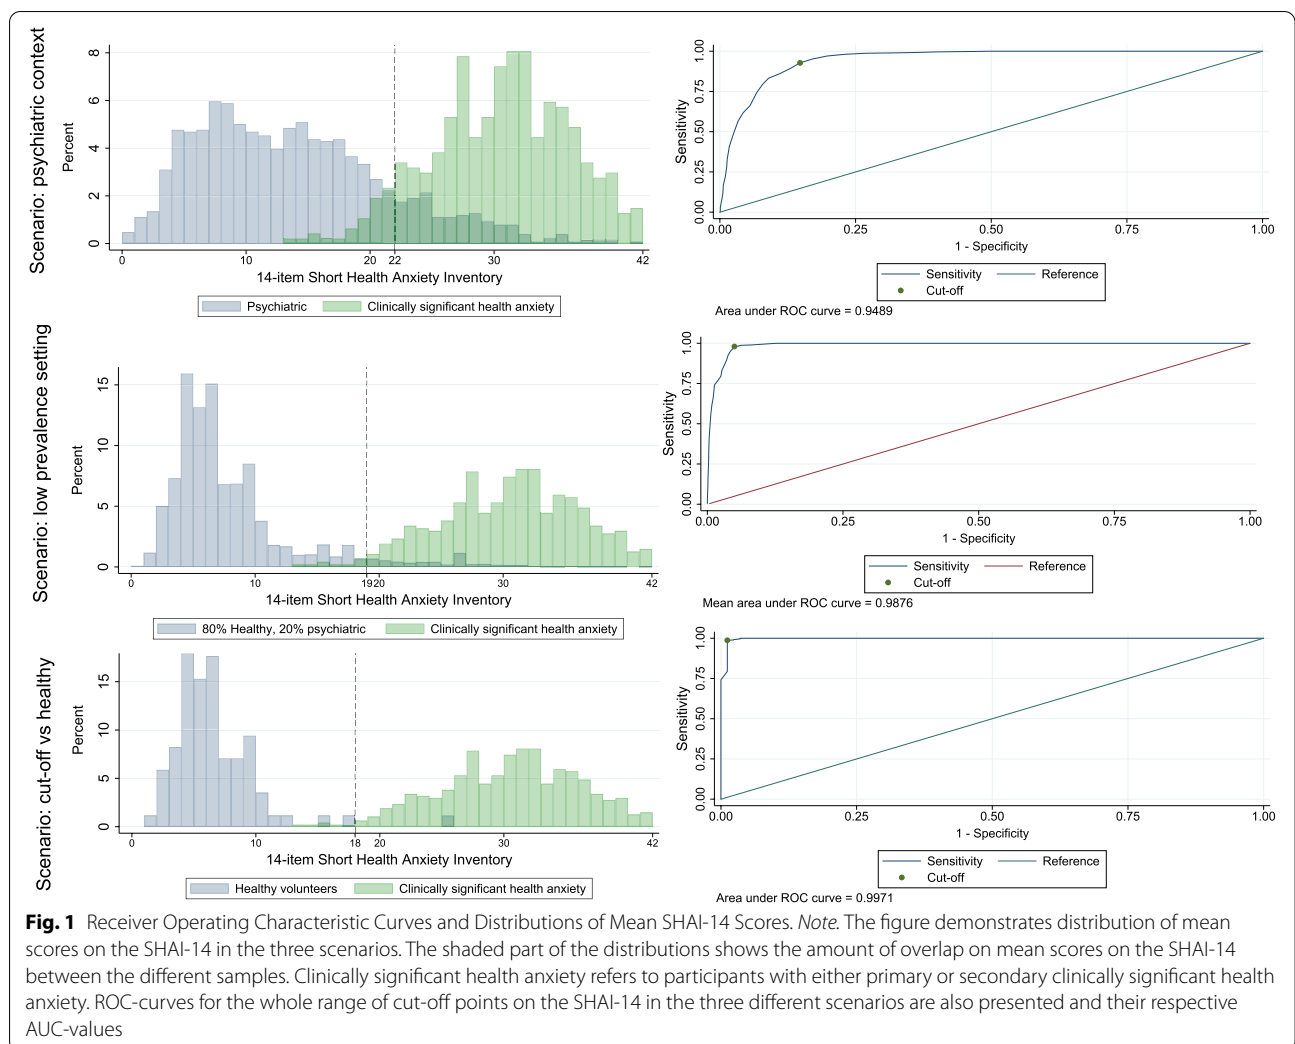 Scenario: psychiatric context
Percent
8
6
4
2
0
0 10 20 22 30 42
14-item Short Health Anxiety Inventory
Psychiatric Clinically significant health anxiety
Sensitivity
1.00
0.75
0.50
0.25
0.00
0.00 0.25 0.50 0.75 1.00
1 - Specificity
Sensitivity Reference
Cut-off
Area under ROC curve = 0.9489
Scenario: low prevalence setting
Percent
15
10
5
0
0 10 1920 30 42
14-item Short Health Anxiety Inventory
80% Healthy, 20% psychiatric Clinically significant health anxiety
Sensitivity
1.00
0.75
0.50
0.25
0.00
0.00 0.25 0.50 0.75 1.00
1 - Specificity
Sensitivity Reference
Cut-off
Mean area under ROC curve = 0.9876
Scenario: cut-off vs healthy
Percent
15
10
5
0
0 10 18 20 30 42
14-item Short Health Anxiety Inventory
Healthy volunteers Clinically significant health anxiety
Sensitivity
1.00
0.75
0.50
0.25
0.00
0.00 0.25 0.50 0.75 1.00
1 - Specificity
Sensitivity Reference
Cut-off
Area under ROC curve = 0.9971
Fig. 1 Receiver Operating Characteristic Curves and Distributions of Mean SHAI-14 Scores. Note. The figure demonstrates distribution of mean
scores on the SHAI-14 in the three scenarios. The shaded part of the distributions shows the amount of overlap on mean scores on the SHAI-14
between the different samples. Clinically significant health anxiety refers to participants with either primary or secondary clinically significant health
anxiety. ROC-curves for the whole range of cut-off points on the SHAI-14 in the three different scenarios are also presented and their respective
AUC-values